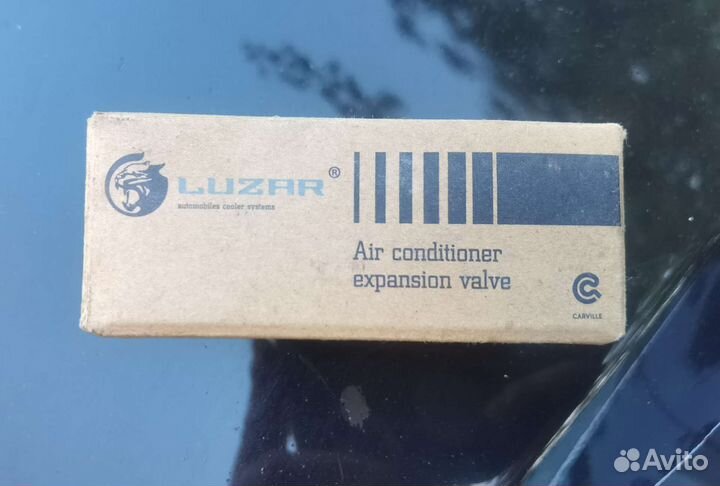 LUZAR®
automobiles cooler systems
Air conditioner
expansion valve
CARVILLE
Avito